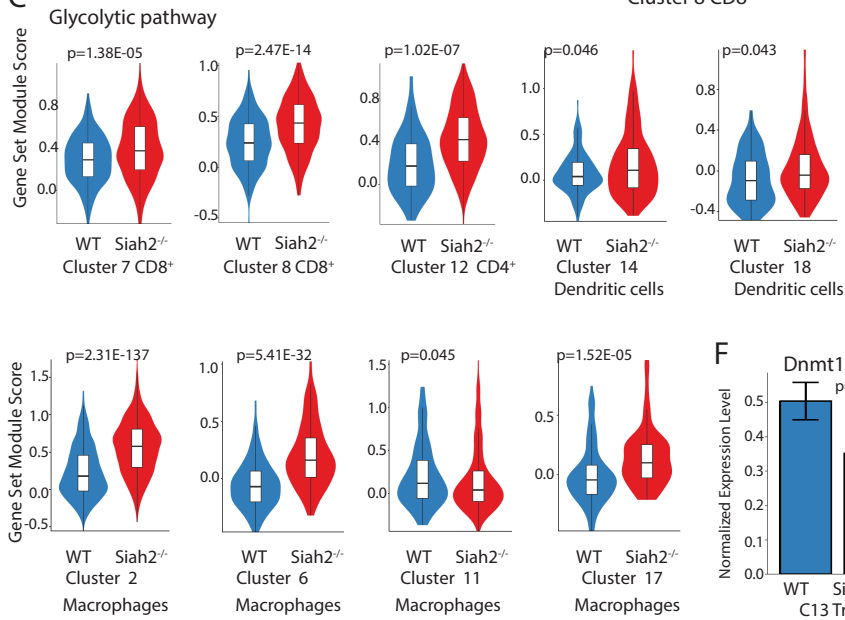 C
Glycolytic pathway
Cluster 8 CD8
Gene Set Module Score
p=1.38E-05
0.8
0.4
0.0
WT Siah2-/-
Cluster 7 CD8+
p=2.47E-14
1.0
0.5
0.0
-0.5
WT Siah2-/-
Cluster 8 CD8+
p=1.02E-07
0.8
0.4
0.0
WT Siah2-/-
Cluster 12 CD4+
p=0.046
1.0
0.5
0.0
WT Siah2-/-
Cluster 14
Dendritic cells
p=0.043
0.8
0.4
0.0
-0.4
WT Siah2-/-
Cluster 18
Dendritic cells
Gene Set Module Score
p=2.31E-137
1.5
1.0
0.5
0.0
-0.5
WT Siah2-/-
Cluster 2
Macrophages
p=5.41E-32
1.0
0.5
0.0
WT Siah2-/-
Cluster 6
Macrophages
p=0.045
1.5
1.0
0.5
0.0
WT Siah2-/-
Cluster 11
Macrophages
p=1.52E-05
0.5
0.0
WT Siah2-/-
Cluster 17
Macrophages
F
Dnmt1
p=
Normalized Expression Level
0.5
0.4
0.3
0.2
0.1
0.0
WT Si
C13 Tr